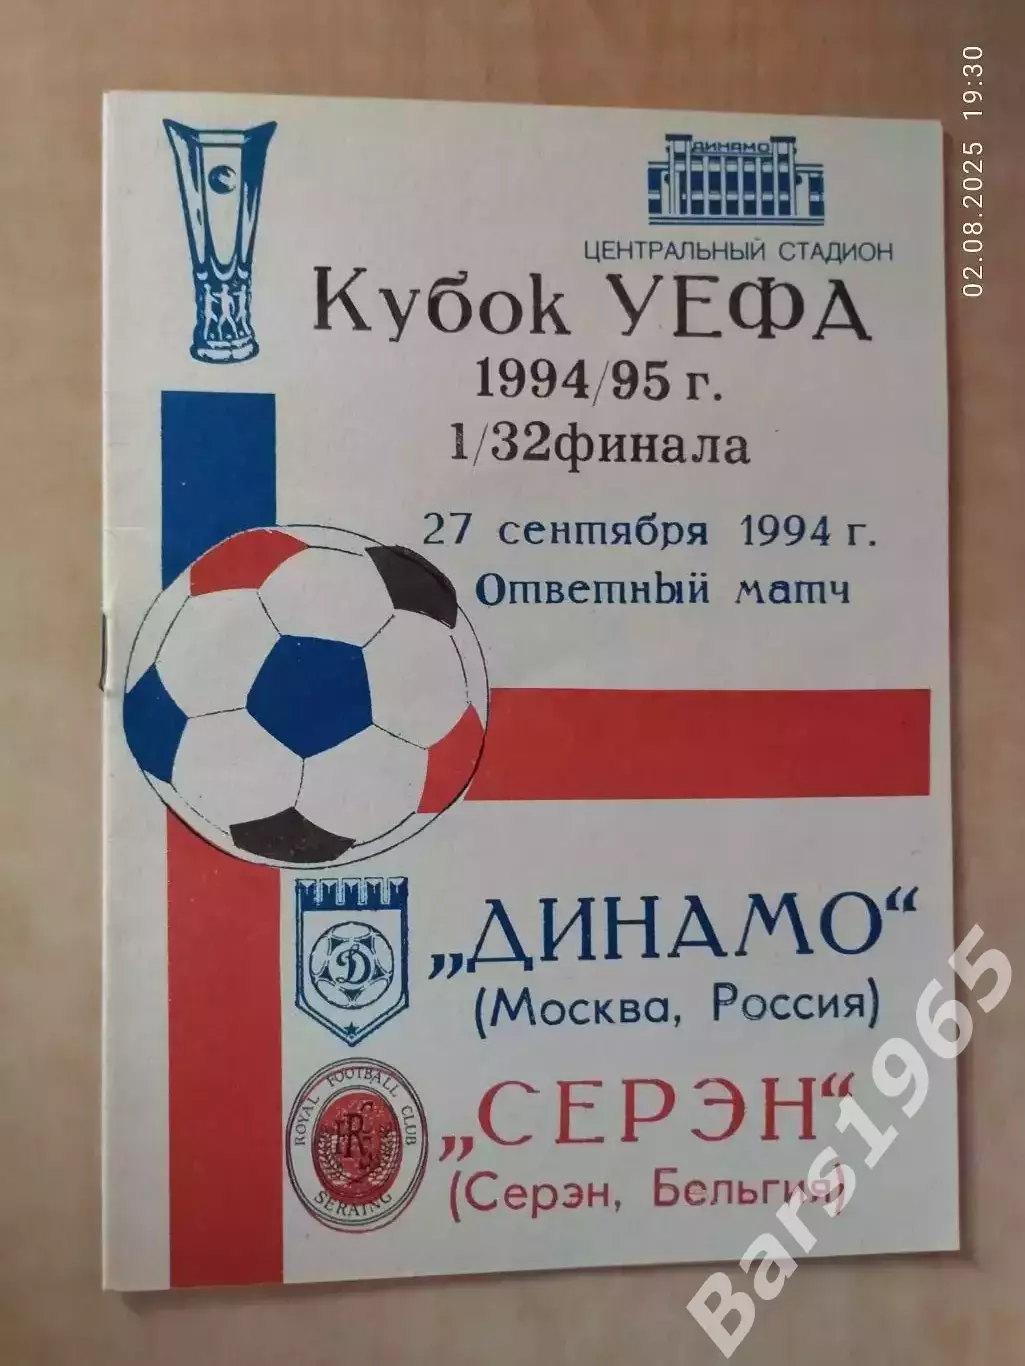 ДИНАМО
ЦЕНТРАЛЬНЫЙ СТАДИОН
Кубок УЕФА
1994/95 г.
1/32финала
27 сентября 1994 г.
Ответный матч
Д
„ДИНАМО“
(Москва, Россия)
ROYAL FOOTBALL CLUB
SERAING
„СЕРЭН“
(Серэн, Бельгия)
02.08.2025 19:30
Bars1965